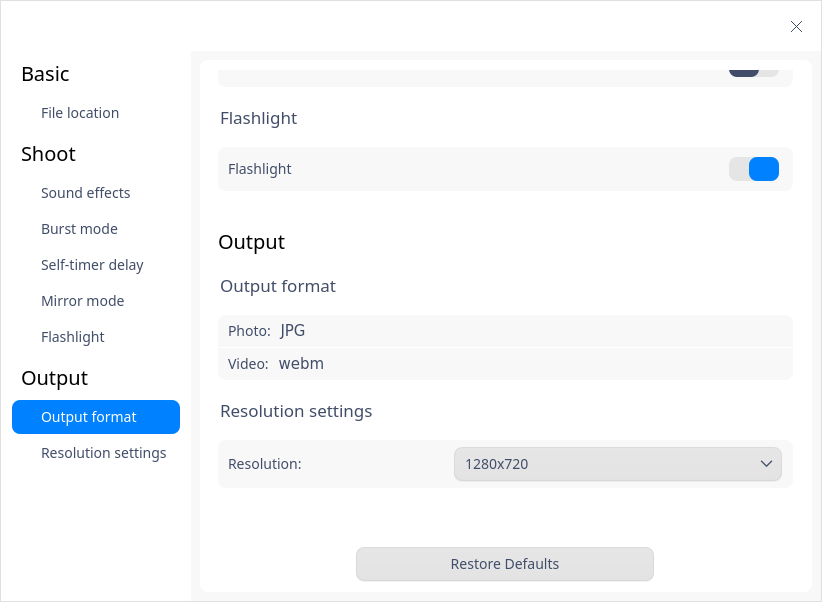 Basic
File location
Shoot
Sound effects
Burst mode
Self-timer delay
Mirror mode
Flashlight
Output
Output format
Resolution settings
Flashlight
Flashlight
Output
Output format
Photo: JPG
Video: webm
Resolution settings
Resolution: 1280x720
Restore Defaults